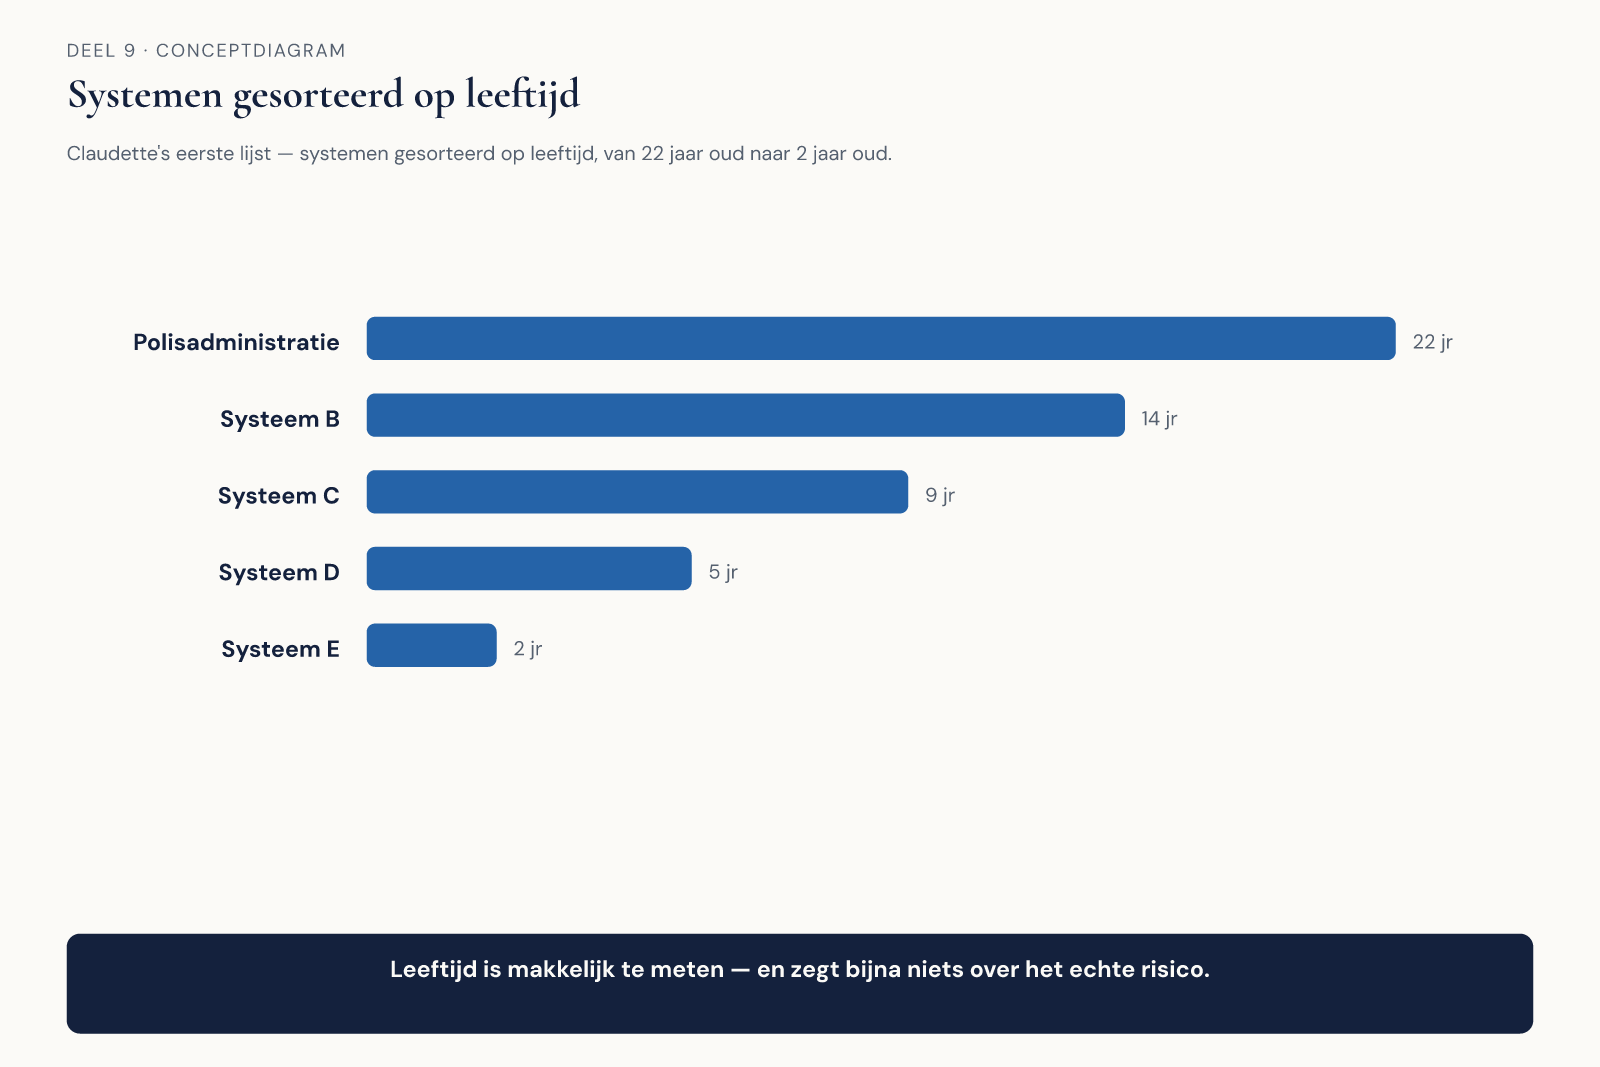 DEEL 9 · CONCEPTDIAGRAM
Systemen gesorteerd op leeftijd
Claudette's eerste lijst — systemen gesorteerd op leeftijd, van 22 jaar oud naar 2 jaar oud.
Polisadministratie 22 jr
Systeem B 14 jr
Systeem C 9 jr
Systeem D 5 jr
Systeem E 2 jr
Leeftijd is makkelijk te meten — en zegt bijna niets over het echte risico.